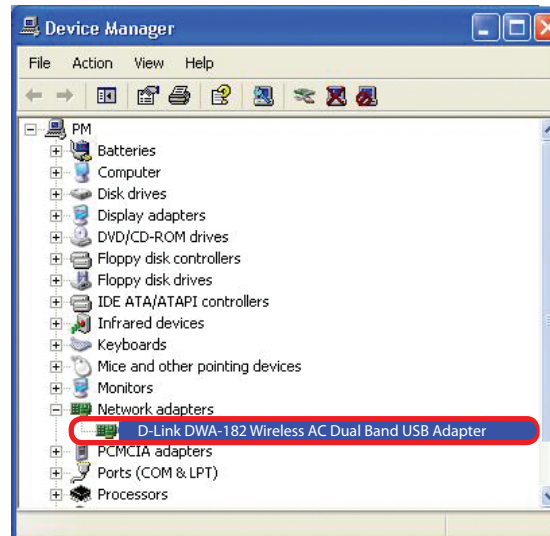 Device Manager
File Action View Help
PM
Batteries
Computer
Disk drives
Display adapters
DVD/CD-ROM drives
Floppy disk controllers
Floppy disk drives
IDE ATA/ATAPI controllers
Infrared devices
Keyboards
Mice and other pointing devices
Monitors
Network adapters
D-Link DWA-182 Wireless AC Dual Band USB Adapter
PCMCIA adapters
Ports (COM & LPT)
Processors